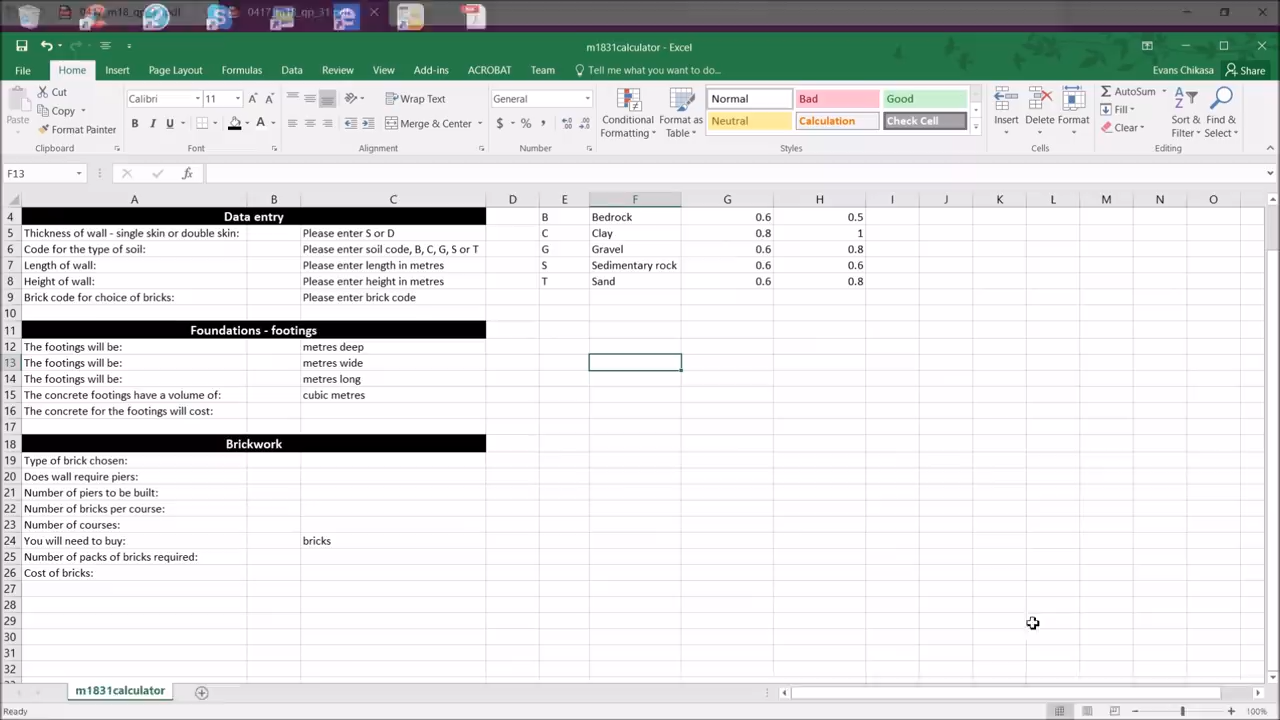 0417_m18_qp_31.pdf
m1831calculator - Excel
File Home Insert Page Layout Formulas Data Review View Add-ins ACROBAT Team Tell me what you want to do... Evans Chikasa Share
Paste Cut Copy Format Painter Clipboard
Calibri 11 B I U A Font
Wrap Text Merge & Center Alignment
General $ % , Number
Conditional Formatting Format as Table
Normal Bad Good
Neutral Calculation Check Cell
Styles
Insert Delete Format Cells
AutoSum Fill Clear Sort & Filter Find & Select Editing
F13 fx
A B C D E F G H I J K L M N O
4 Data entry B Bedrock 0.6 0.5
5 Thickness of wall - single skin or double skin: Please enter S or D C Clay 0.8 1
6 Code for the type of soil: Please enter soil code, B, C, G, S or T G Gravel 0.6 0.8
7 Length of wall: Please enter length in metres S Sedimentary rock 0.6 0.6
8 Height of wall: Please enter height in metres T Sand 0.6 0.8
9 Brick code for choice of bricks: Please enter brick code
10
11 Foundations - footings
12 The footings will be: metres deep
13 The footings will be: metres wide
14 The footings will be: metres long
15 The concrete footings have a volume of: cubic metres
16 The concrete for the footings will cost:
17
18 Brickwork
19 Type of brick chosen:
20 Does wall require piers:
21 Number of piers to be built:
22 Number of bricks per course:
23 Number of courses:
24 You will need to buy: bricks
25 Number of packs of bricks required:
26 Cost of bricks:
27
28
29
30
31
32
m1831calculator
Ready 100%